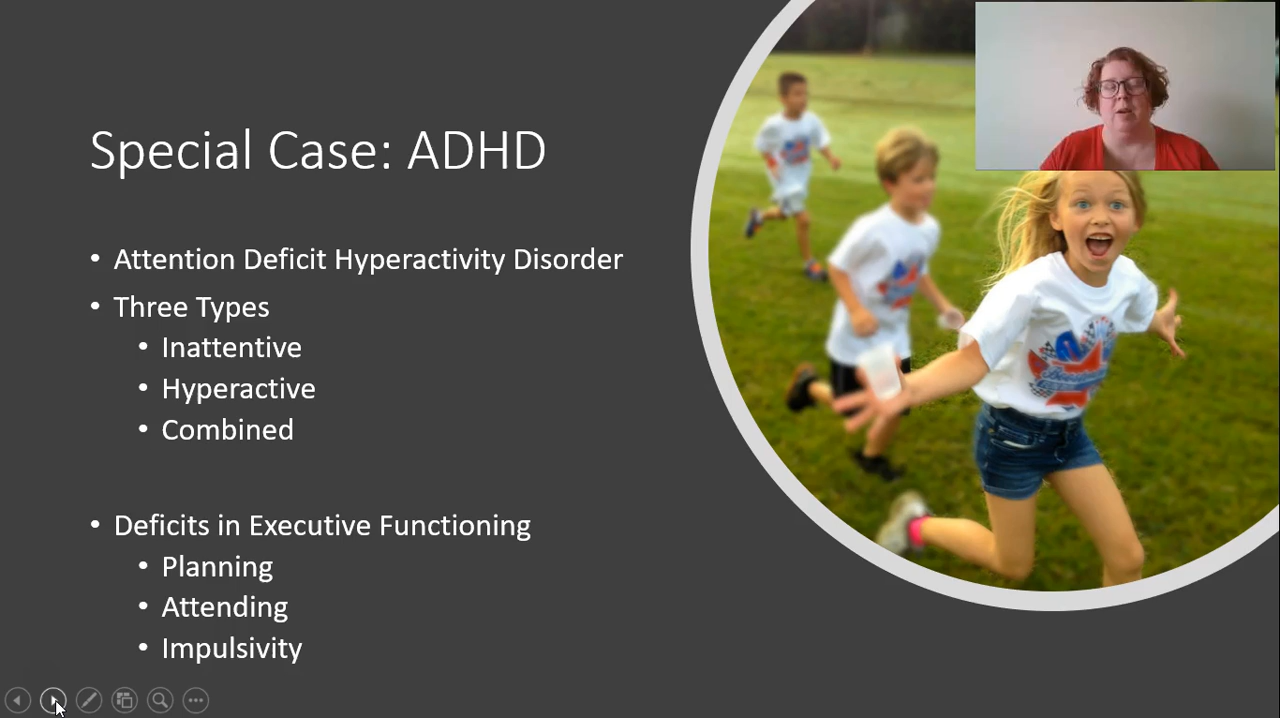 Special Case: ADHD
• Attention Deficit Hyperactivity Disorder
• Three Types
• Inattentive
• Hyperactive
• Combined
• Deficits in Executive Functioning
• Planning
• Attending
• Impulsivity